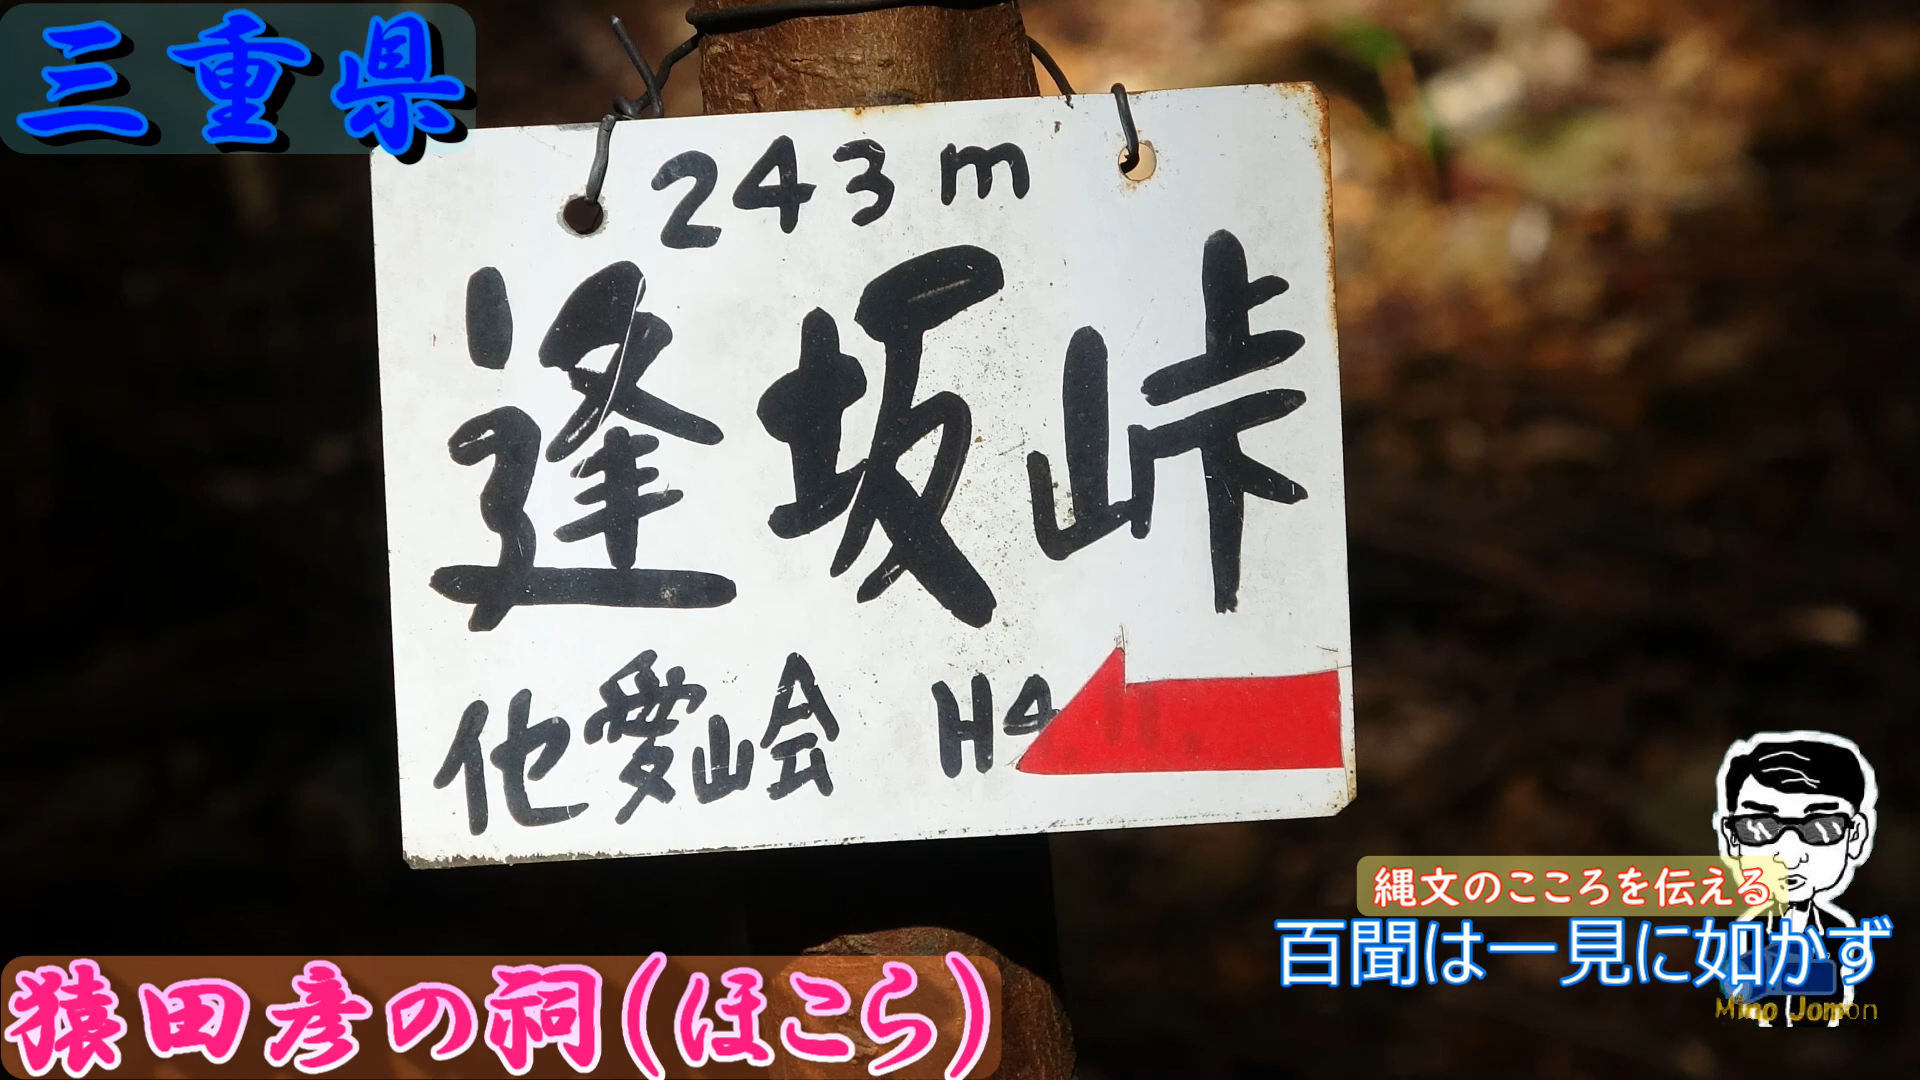 三重県
243m
逢坂峠
他愛山会 H4
縄文のこころを伝える
百聞は一見に如かず
Mino Jomon
猿田彦の祠(ほこら)